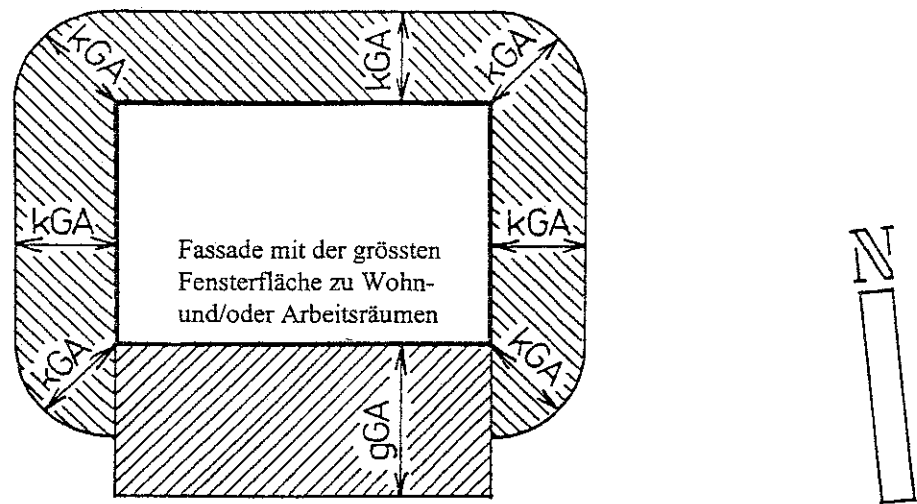 kGA
kGA
kGA
kGA
kGA
Fassade mit der grössten
Fensterfläche zu Wohn-
und/oder Arbeitsräumen
N
kGA
kGA
gGA